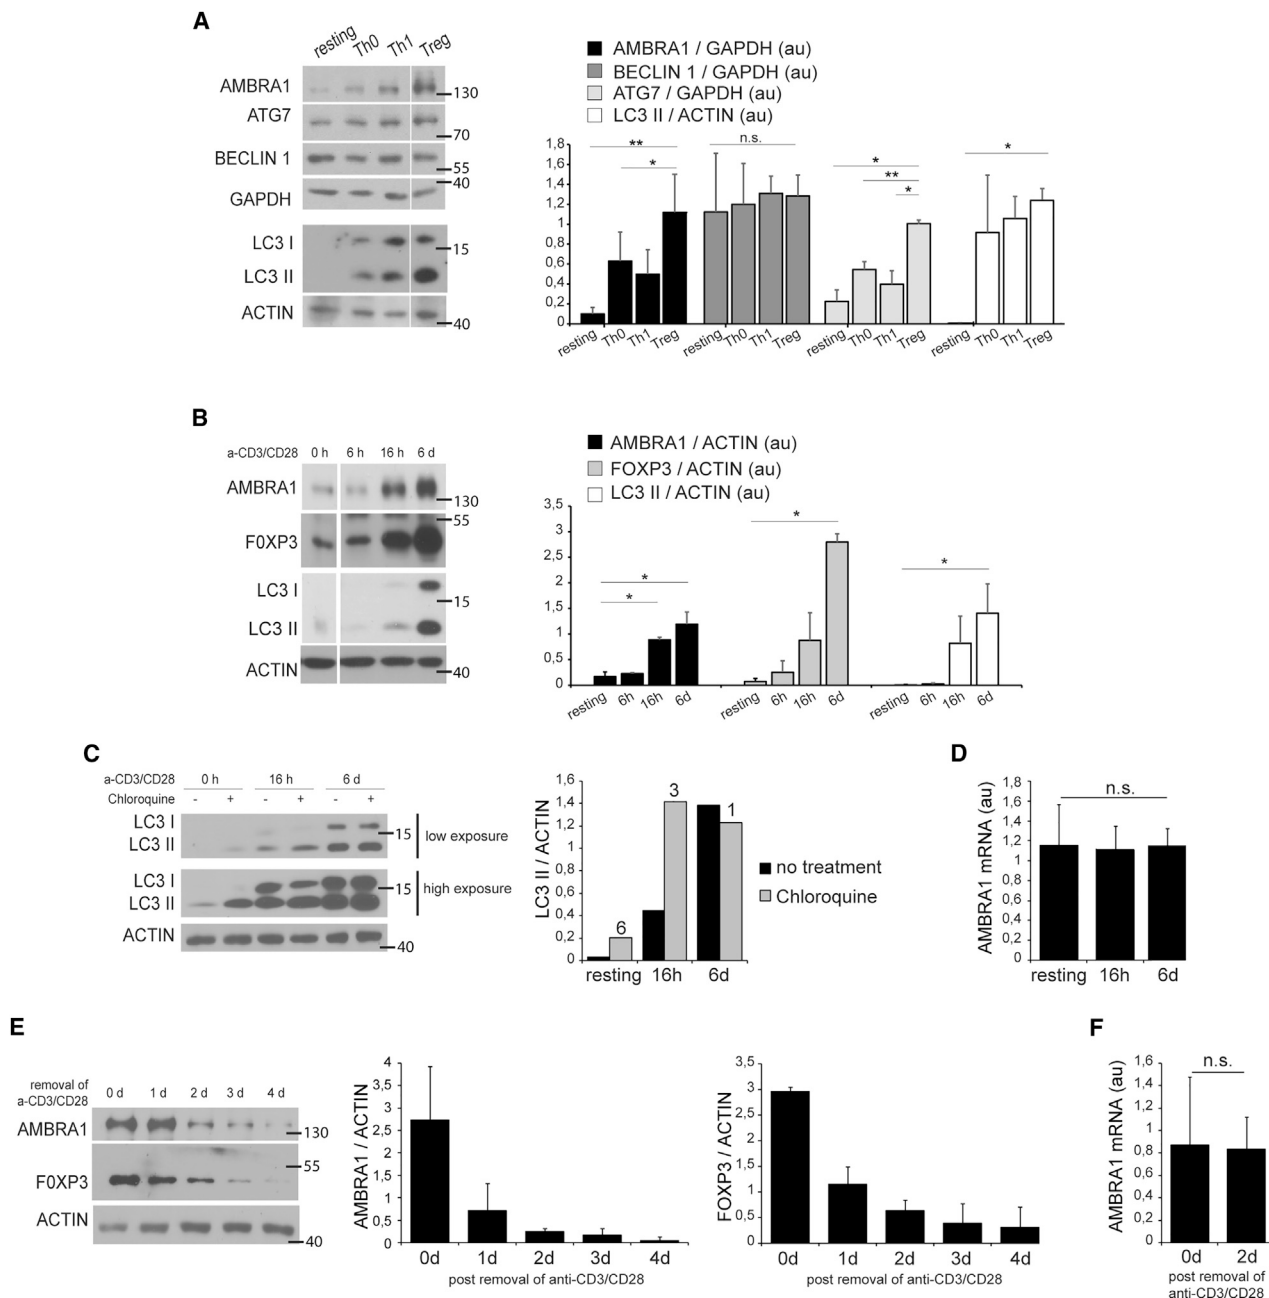 A
resting Th0 Th1 Treg
AMBRA1
130
ATG7
70
BECLIN 1
55
40
GAPDH
LC3 I
15
LC3 II
ACTIN
40
AMBRA1 / GAPDH (au)
BECLIN 1 / GAPDH (au)
ATG7 / GAPDH (au)
LC3 II / ACTIN (au)
1,8
1,6
1,4
1,2
1
0,8
0,6
0,4
0,2
0
** * n.s. * ** * *
resting Th0 Th1 Treg resting Th0 Th1 Treg resting Th0 Th1 Treg resting Th0 Th1 Treg
B
a-CD3/CD28 0 h 6 h 16 h 6 d
AMBRA1
130
55
F0XP3
LC3 I
15
LC3 II
ACTIN
40
AMBRA1 / ACTIN (au)
FOXP3 / ACTIN (au)
LC3 II / ACTIN (au)
3,5
3
2,5
2
1,5
1
0,5
0
* * * *
resting 6h 16h 6d resting 6h 16h 6d resting 6h 16h 6d
C
a-CD3/CD28 0 h 16 h 6 d
Chloroquine - + - + - +
LC3 I
15
LC3 II
low exposure
LC3 I
15
LC3 II
high exposure
ACTIN
40
LC3 II / ACTIN
1,6
1,4
1,2
1
0,8
0,6
0,4
0,2
0
6 3 1
resting 16h 6d
no treatment
Chloroquine
D
AMBRA1 mRNA (au)
1,8
1,6
1,4
1,2
1
0,8
0,6
0,4
0,2
0
n.s.
resting 16h 6d
E
removal of
a-CD3/CD28
0 d 1 d 2 d 3 d 4 d
AMBRA1
130
55
F0XP3
ACTIN
40
AMBRA1 / ACTIN
4
3,5
3
2,5
2
1,5
1
0,5
0
0d 1d 2d 3d 4d
post removal of anti-CD3/CD28
FOXP3 / ACTIN
3,5
3
2,5
2
1,5
1
0,5
0
0d 1d 2d 3d 4d
post removal of anti-CD3/CD28
F
AMBRA1 mRNA (au)
1,6
1,4
1,2
1
0,8
0,6
0,4
0,2
0
n.s.
0d 2d
post removal of
anti-CD3/CD28